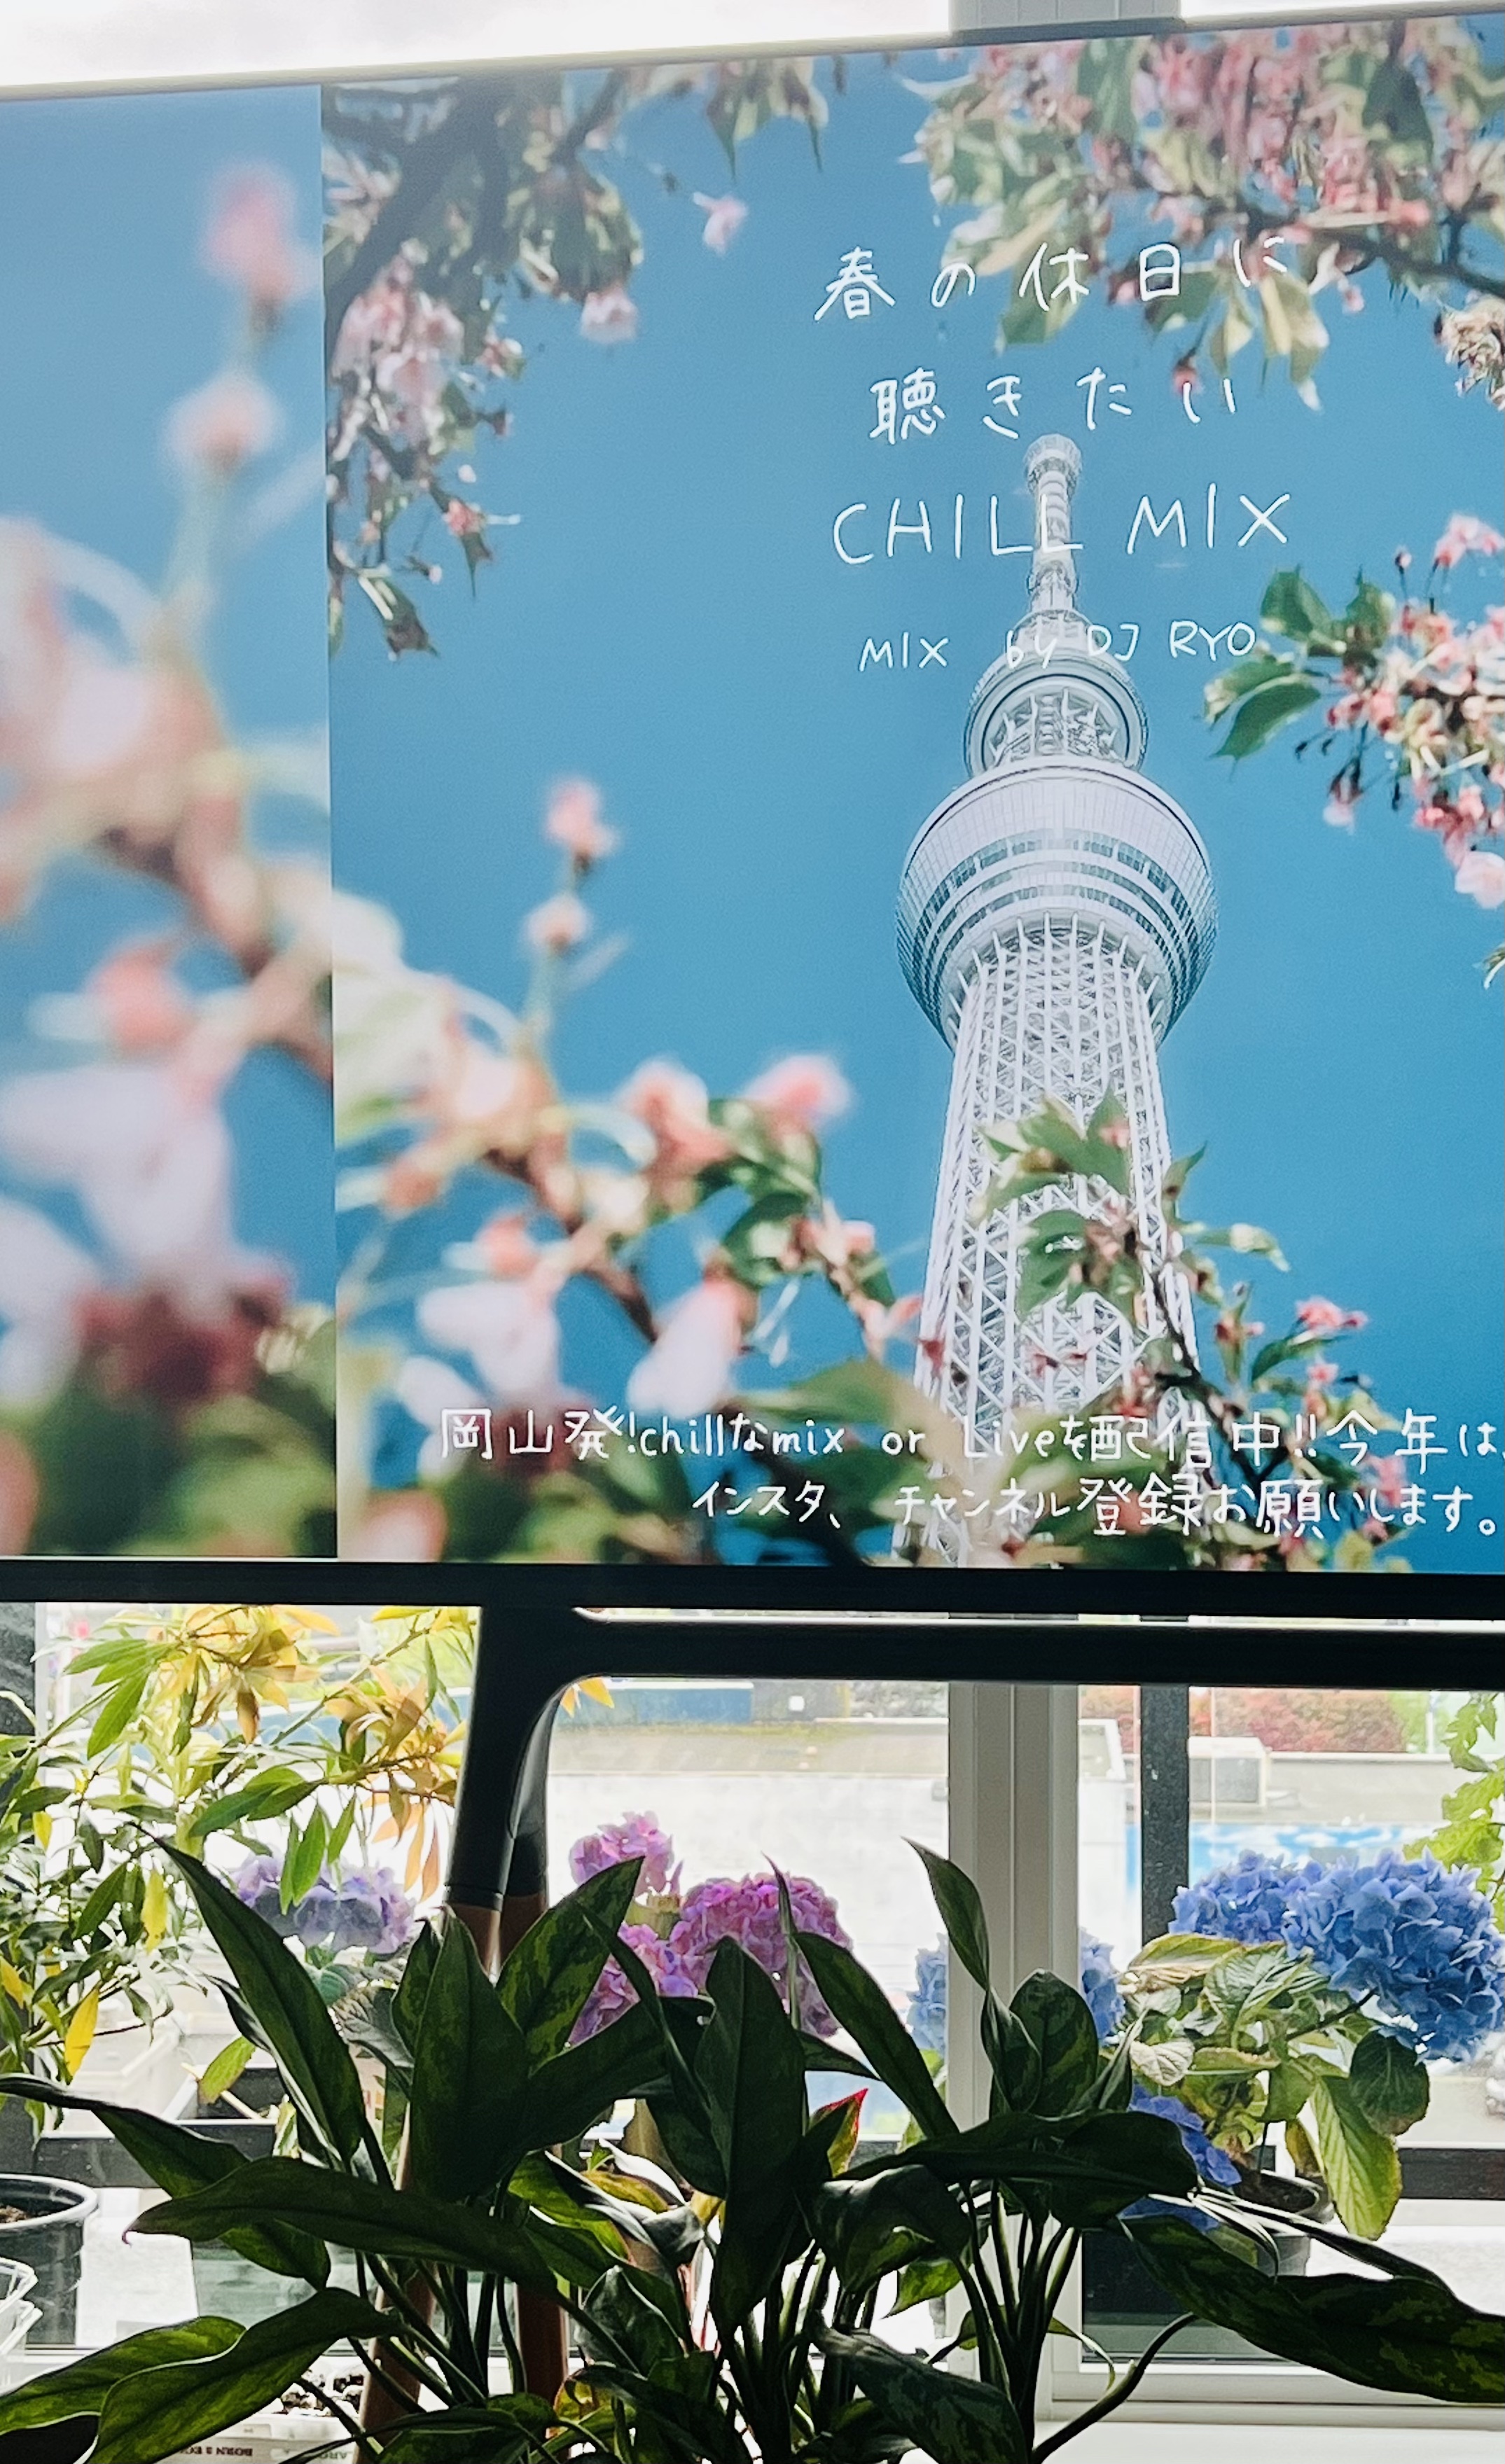 春の休日に
聴きたい
CHILL MIX
MIX by DJ RYO
岡山発!chillなmix or Liveを配信中!!今年は
インスタ、チャンネル登録お願いします。